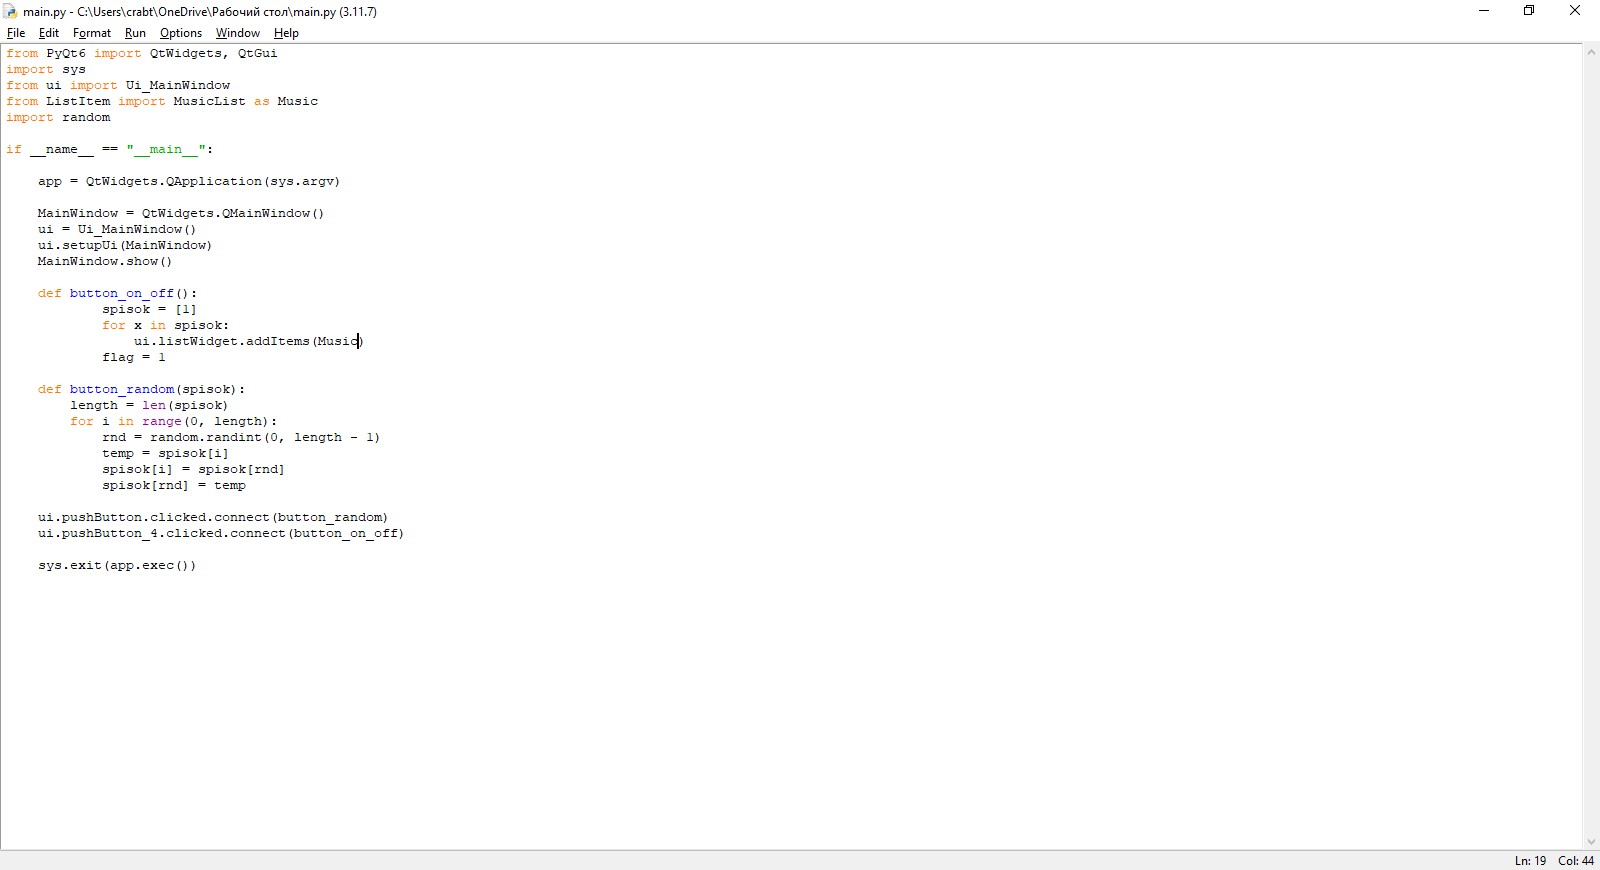 main.py - C:\Users\crabt\OneDrive\Рабочий стол\main.py (3.11.7)
File Edit Format Run Options Window Help
from PyQt6 import QtWidgets, QtGui
import sys
from ui import Ui_MainWindow
from ListItem import MusicList as Music
import random
if __name__ == "__main__":
    app = QtWidgets.QApplication(sys.argv)
    MainWindow = QtWidgets.QMainWindow()
    ui = Ui_MainWindow()
    ui.setupUi(MainWindow)
    MainWindow.show()
    def button_on_off():
            spisok = [1]
            for x in spisok:
                ui.listWidget.addItems(Music)
            flag = 1
    def button_random(spisok):
        length = len(spisok)
        for i in range(0, length):
            rnd = random.randint(0, length - 1)
            temp = spisok[i]
            spisok[i] = spisok[rnd]
            spisok[rnd] = temp
    ui.pushButton.clicked.connect(button_random)
    ui.pushButton_4.clicked.connect(button_on_off)
    sys.exit(app.exec())
Ln: 19 Col: 44